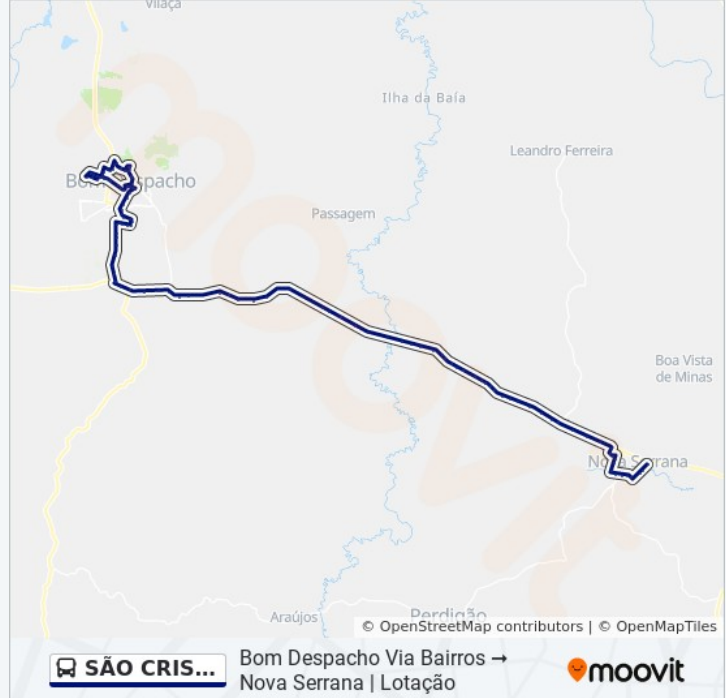 Vilaça
Ilha da Baía
Leandro Ferreira
Bom Despacho
Passagem
Boa Vista
de Minas
Nova Serrana
Araújos
Perdigão
© OpenStreetMap contributors | © OpenMapTiles
moovit
SÃO CRIS...
Bom Despacho Via Bairros →
Nova Serrana | Lotação
moovit